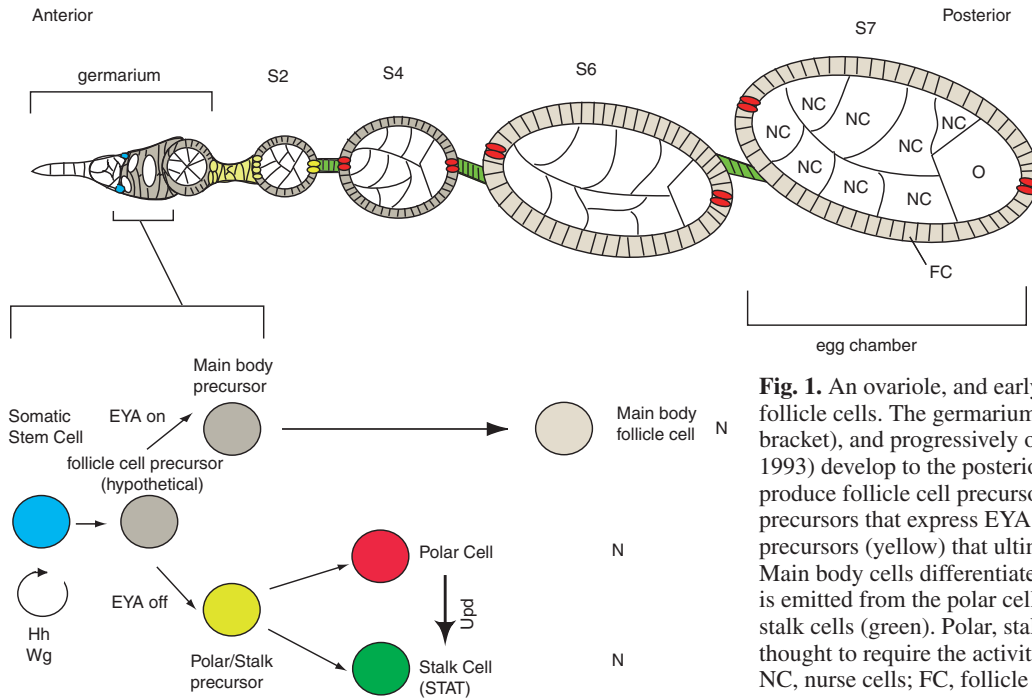 Anterior
Posterior
germarium
S2
S4
S6
S7
NC
NC
NC
NC
NC
NC
NC
NC
O
FC
egg chamber
Main body
precursor
Somatic
Stem Cell
EYA on
follicle cell precursor
(hypothetical)
Main body
follicle cell
N
Polar Cell
N
EYA off
Upd
Hh
Wg
Polar/Stalk
precursor
Stalk Cell
(STAT)
N
Fig. 1. An ovariole, and early
follicle cells. The germarium
bracket), and progressively o
1993) develop to the posterio
produce follicle cell precurso
precursors that express EYA
precursors (yellow) that ultim
Main body cells differentiate
is emitted from the polar cell
stalk cells (green). Polar, stal
thought to require the activit
NC, nurse cells; FC, follicle